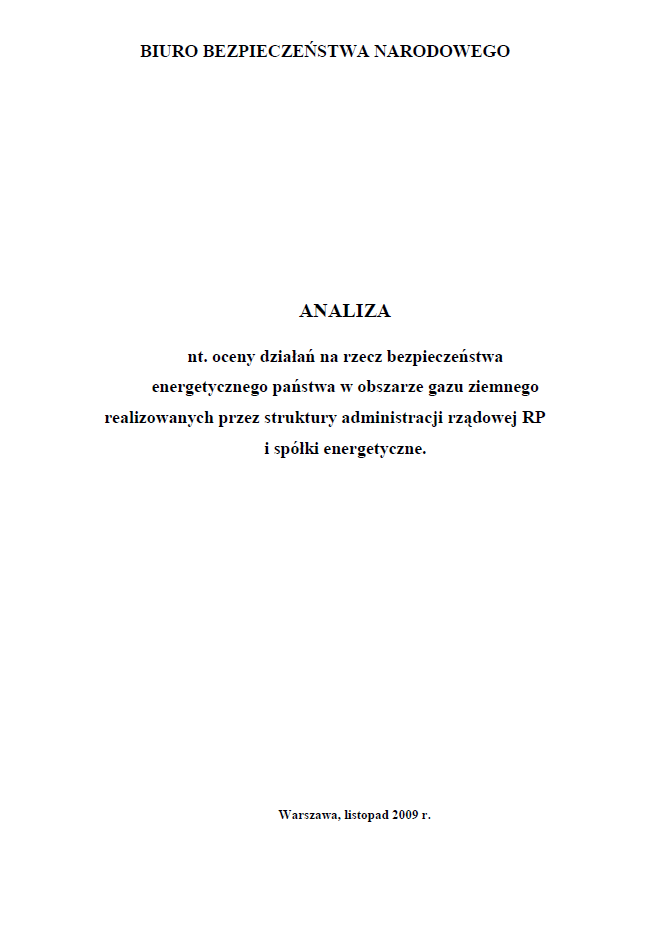 BIURO BEZPIECZEŃSTWA NARODOWEGO
ANALIZA
nt. oceny działań na rzecz bezpieczeństwa
energetycznego państwa w obszarze gazu ziemnego
realizowanych przez struktury administracji rządowej RP
i spółki energetyczne.
Warszawa, listopad 2009 r.